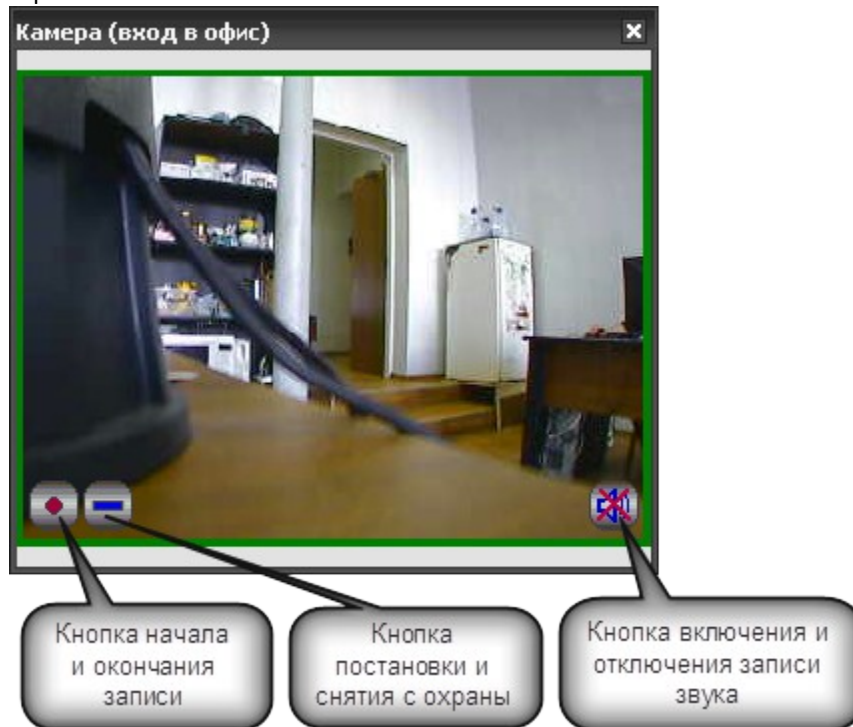 Камера (вход в офис)
Кнопка начала
и окончания
записи
Кнопка
постановки и
снятия с охраны
Кнопка включения и
отключения записи
звука